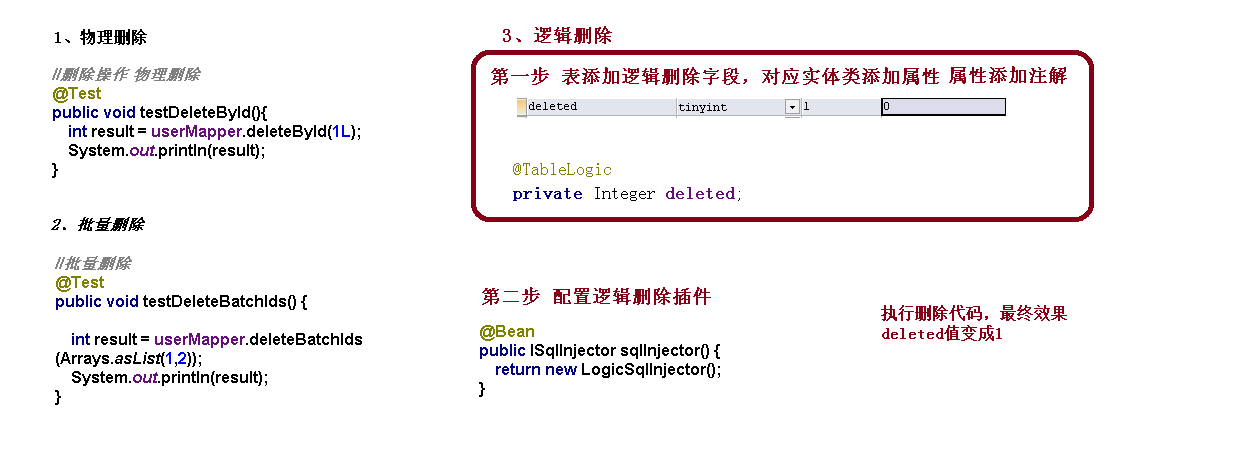 1、物理删除
//删除操作 物理删除
@Test
public void testDeleteById(){
int result = userMapper.deleteById(1L);
System.out.println(result);
}
2. 批量删除
//批量删除
@Test
public void testDeleteBatchIds() {
int result = userMapper.deleteBatchIds
(Arrays.asList(1,2));
System.out.println(result);
}
3、逻辑删除
第一步 表添加逻辑删除字段，对应实体类添加属性 属性添加注解
deleted tinyint 1 0
@TableLogic
private Integer deleted;
第二步 配置逻辑删除插件
@Bean
public ISqlInjector sqlInjector() {
return new LogicSqlInjector();
}
执行删除代码，最终效果
deleted值变成1